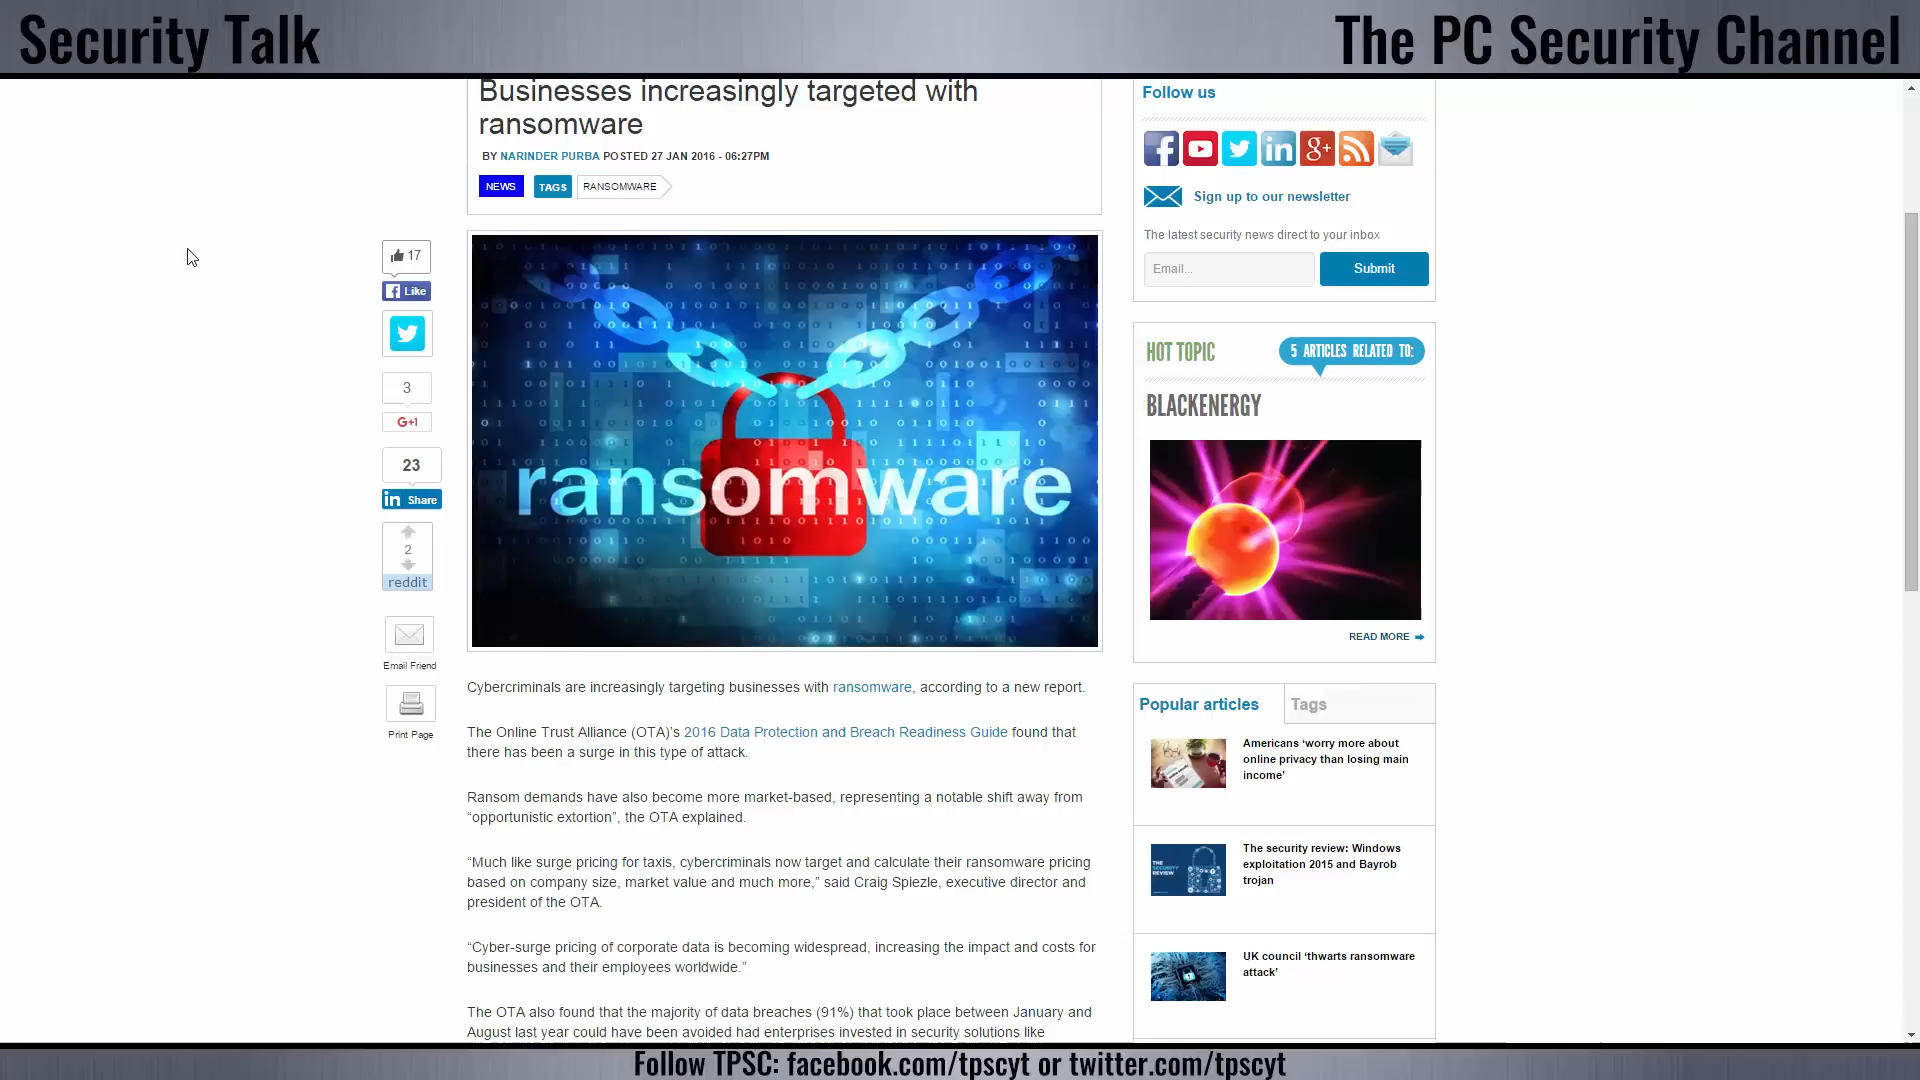 Security Talk
The PC Security Channel
Businesses increasingly targeted with
ransomware
BY NARINDER PURBA POSTED 27 JAN 2016 - 06:27PM
NEWS
TAGS
RANSOMWARE
17
Like
3
G+1
23
in Share
2
reddit
Email Friend
Print Page
ransomware
Cybercriminals are increasingly targeting businesses with ransomware, according to a new report.
The Online Trust Alliance (OTA)’s 2016 Data Protection and Breach Readiness Guide found that
there has been a surge in this type of attack.
Ransom demands have also become more market-based, representing a notable shift away from
“opportunistic extortion”, the OTA explained.
“Much like surge pricing for taxis, cybercriminals now target and calculate their ransomware pricing
based on company size, market value and much more,” said Craig Spiezle, executive director and
president of the OTA.
“Cyber-surge pricing of corporate data is becoming widespread, increasing the impact and costs for
businesses and their employees worldwide.”
The OTA also found that the majority of data breaches (91%) that took place between January and
August last year could have been avoided had enterprises invested in security solutions like
Follow us
Sign up to our newsletter
The latest security news direct to your inbox
Email...
Submit
HOT TOPIC
5 ARTICLES RELATED TO:
BLACKENERGY
READ MORE
Popular articles
Tags
Americans ‘worry more about
online privacy than losing main
income’
THE
SECURITY
REVIEW
The security review: Windows
exploitation 2015 and Bayrob
trojan
UK council ‘thwarts ransomware
attack’
Follow TPSC: facebook.com/tpscyt or twitter.com/tpscyt